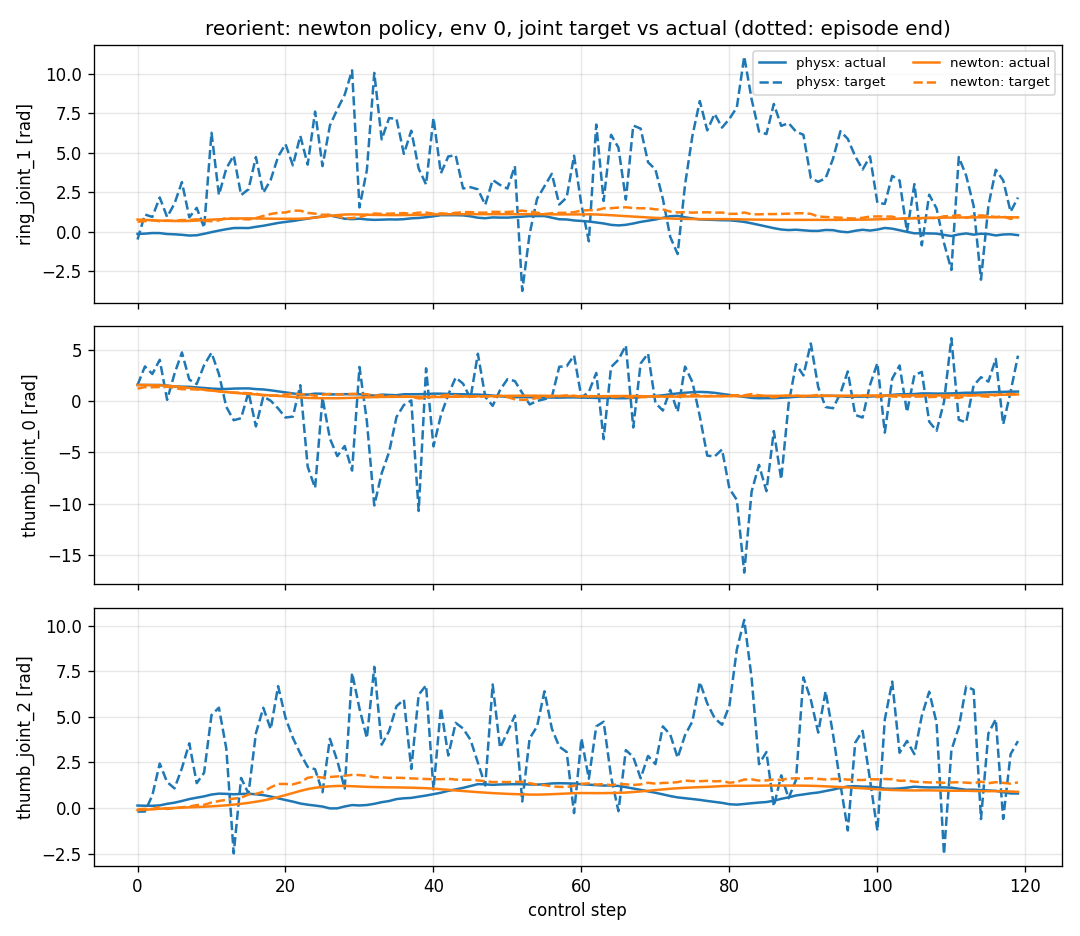 reorient: newton policy, env 0, joint target vs actual (dotted: episode end)
physx: actual
physx: target
newton: actual
newton: target
ring_joint_1 [rad]
10.0
7.5
5.0
2.5
0.0
−2.5
thumb_joint_0 [rad]
5
0
−5
−10
−15
thumb_joint_2 [rad]
10.0
7.5
5.0
2.5
0.0
−2.5
0 20 40 60 80 100 120
control step